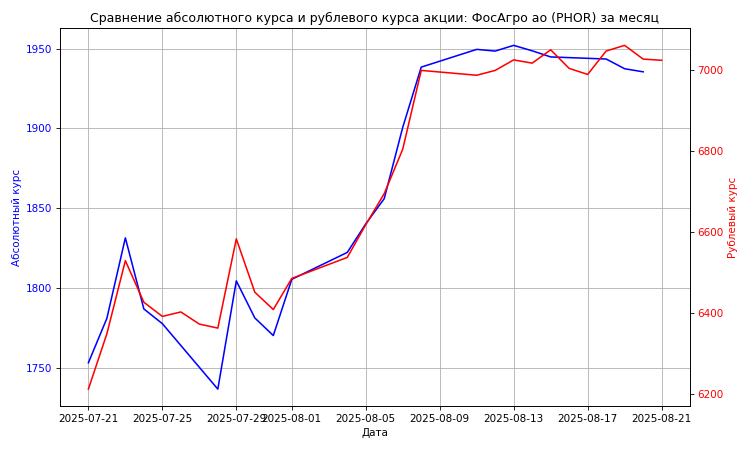 Сравнение абсолютного курса и рублевого курса акции: ФосАгро ао (PHOR) за месяц
1950
1900
1850
1800
1750
Абсолютный курс
7000
6800
6600
6400
6200
Рублевый курс
2025-07-21 2025-07-25 2025-07-29 2025-08-01 2025-08-05 2025-08-09 2025-08-13 2025-08-17 2025-08-21
Дата